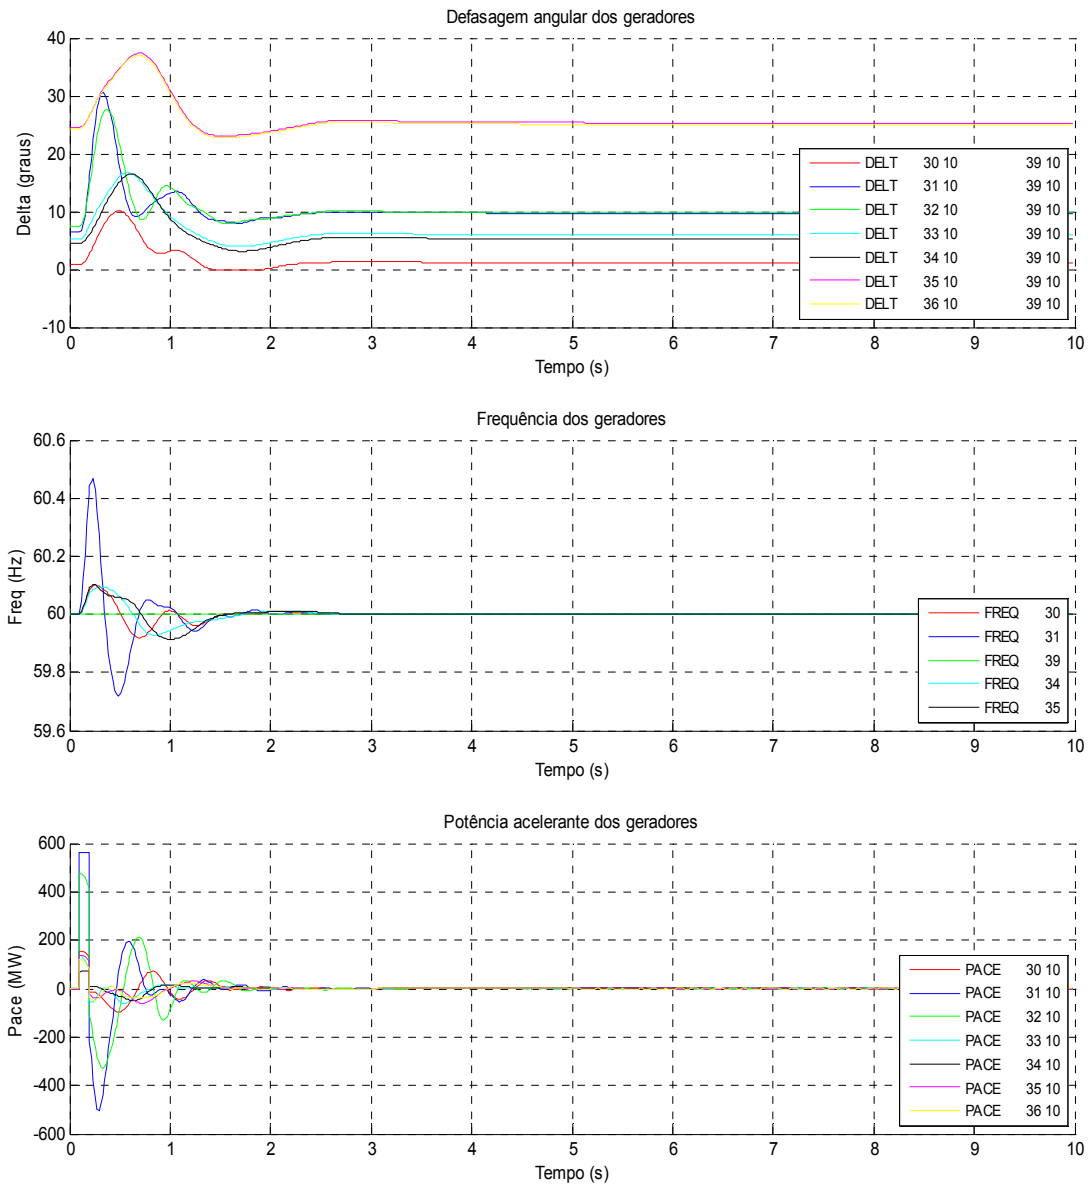 Defasagem angular dos geradores
40
30
20
10
0
-10
Delta (graus)
DELT 30 10 39 10
DELT 31 10 39 10
DELT 32 10 39 10
DELT 33 10 39 10
DELT 34 10 39 10
DELT 35 10 39 10
DELT 36 10 39 10
0 1 2 3 4 5 6 7 8 9 10
Tempo (s)
Frequência dos geradores
60.6
60.4
60.2
60
59.8
59.6
Freq (Hz)
FREQ 30
FREQ 31
FREQ 39
FREQ 34
FREQ 35
0 1 2 3 4 5 6 7 8 9 10
Tempo (s)
Potência acelerante dos geradores
600
400
200
0
-200
-400
-600
Pace (MW)
PACE 30 10
PACE 31 10
PACE 32 10
PACE 33 10
PACE 34 10
PACE 35 10
PACE 36 10
0 1 2 3 4 5 6 7 8 9 10
Tempo (s)